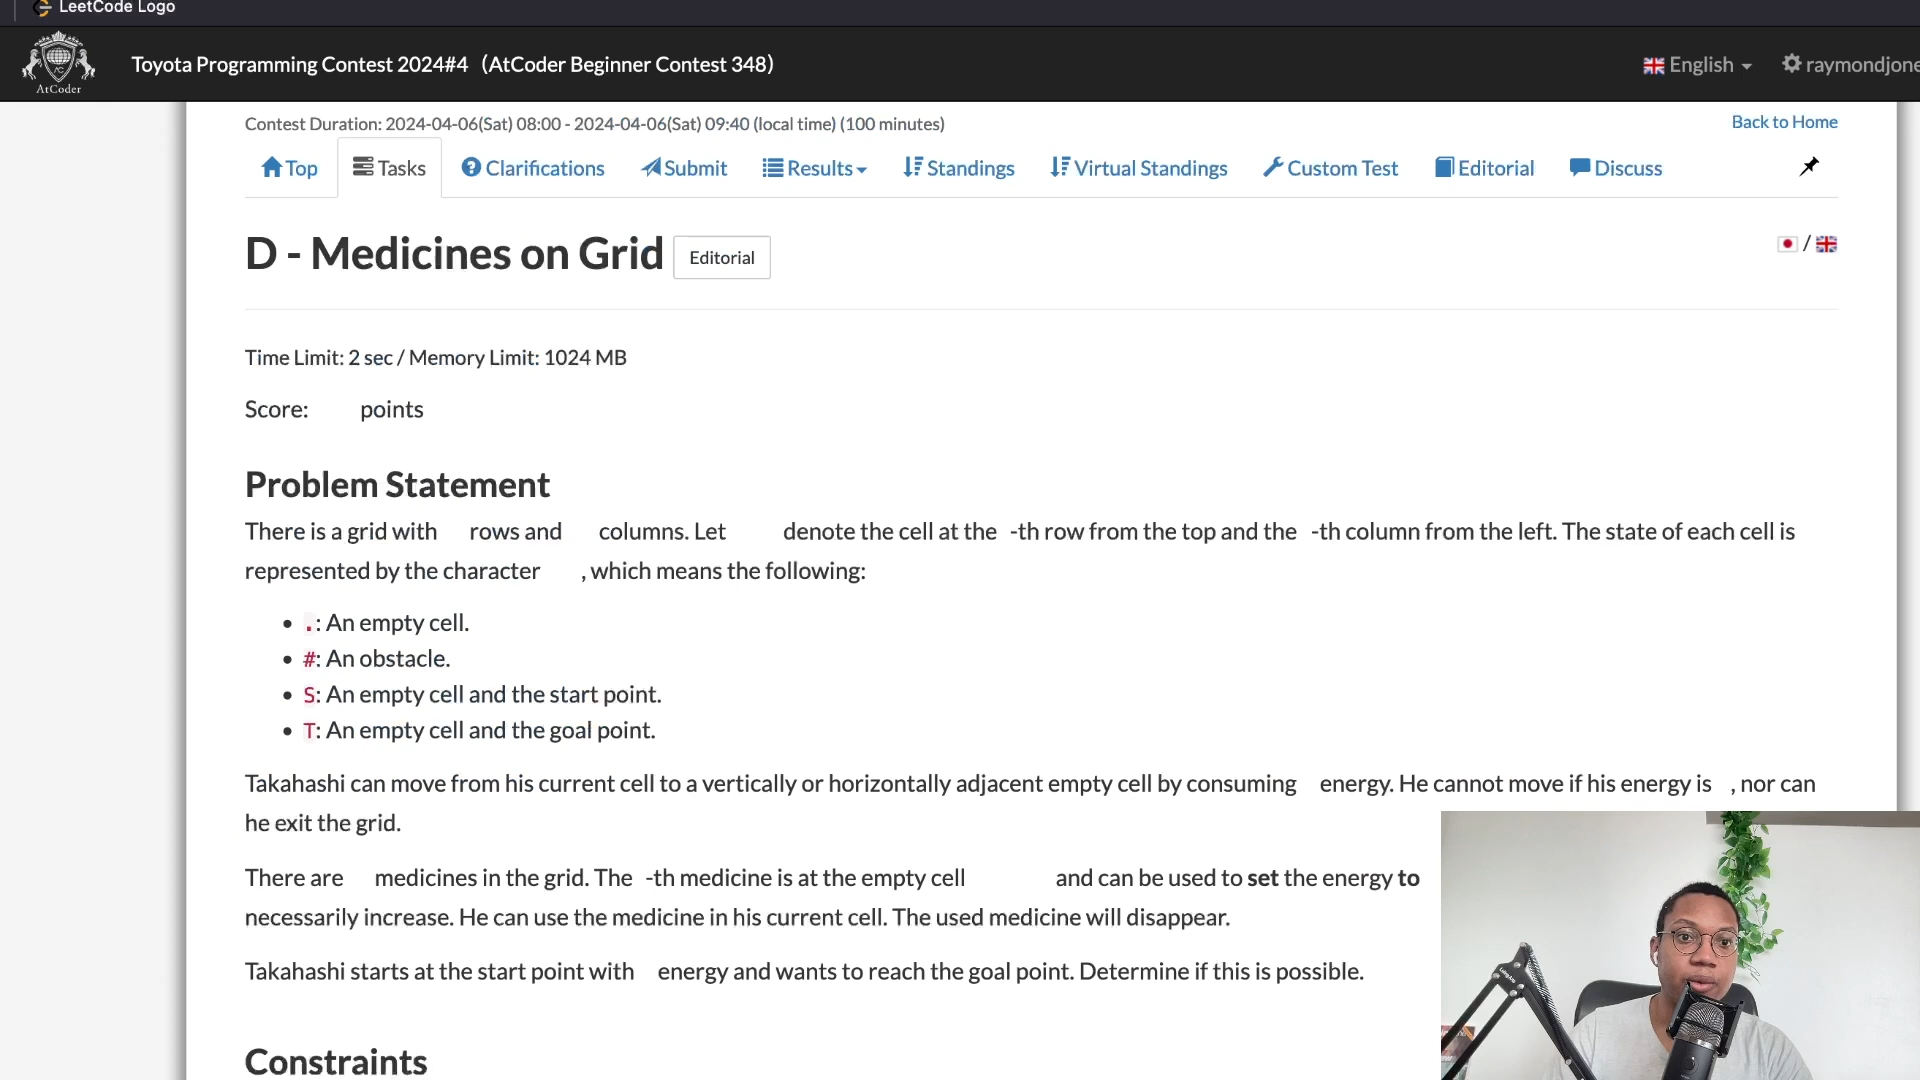 LeetCode Logo
AtCoder
Toyota Programming Contest 2024#4 (AtCoder Beginner Contest 348)
English
raymondjone
Contest Duration: 2024-04-06(Sat) 08:00 - 2024-04-06(Sat) 09:40 (local time) (100 minutes)
Back to Home
Top
Tasks
Clarifications
Submit
Results
Standings
Virtual Standings
Custom Test
Editorial
Discuss
D - Medicines on Grid
Editorial
/
Time Limit: 2 sec / Memory Limit: 1024 MB
Score: points
Problem Statement
There is a grid with rows and columns. Let denote the cell at the -th row from the top and the -th column from the left. The state of each cell is
represented by the character , which means the following:
• .: An empty cell.
• #: An obstacle.
• S: An empty cell and the start point.
• T: An empty cell and the goal point.
Takahashi can move from his current cell to a vertically or horizontally adjacent empty cell by consuming energy. He cannot move if his energy is , nor can
he exit the grid.
There are medicines in the grid. The -th medicine is at the empty cell and can be used to set the energy to
necessarily increase. He can use the medicine in his current cell. The used medicine will disappear.
Takahashi starts at the start point with energy and wants to reach the goal point. Determine if this is possible.
Constraints